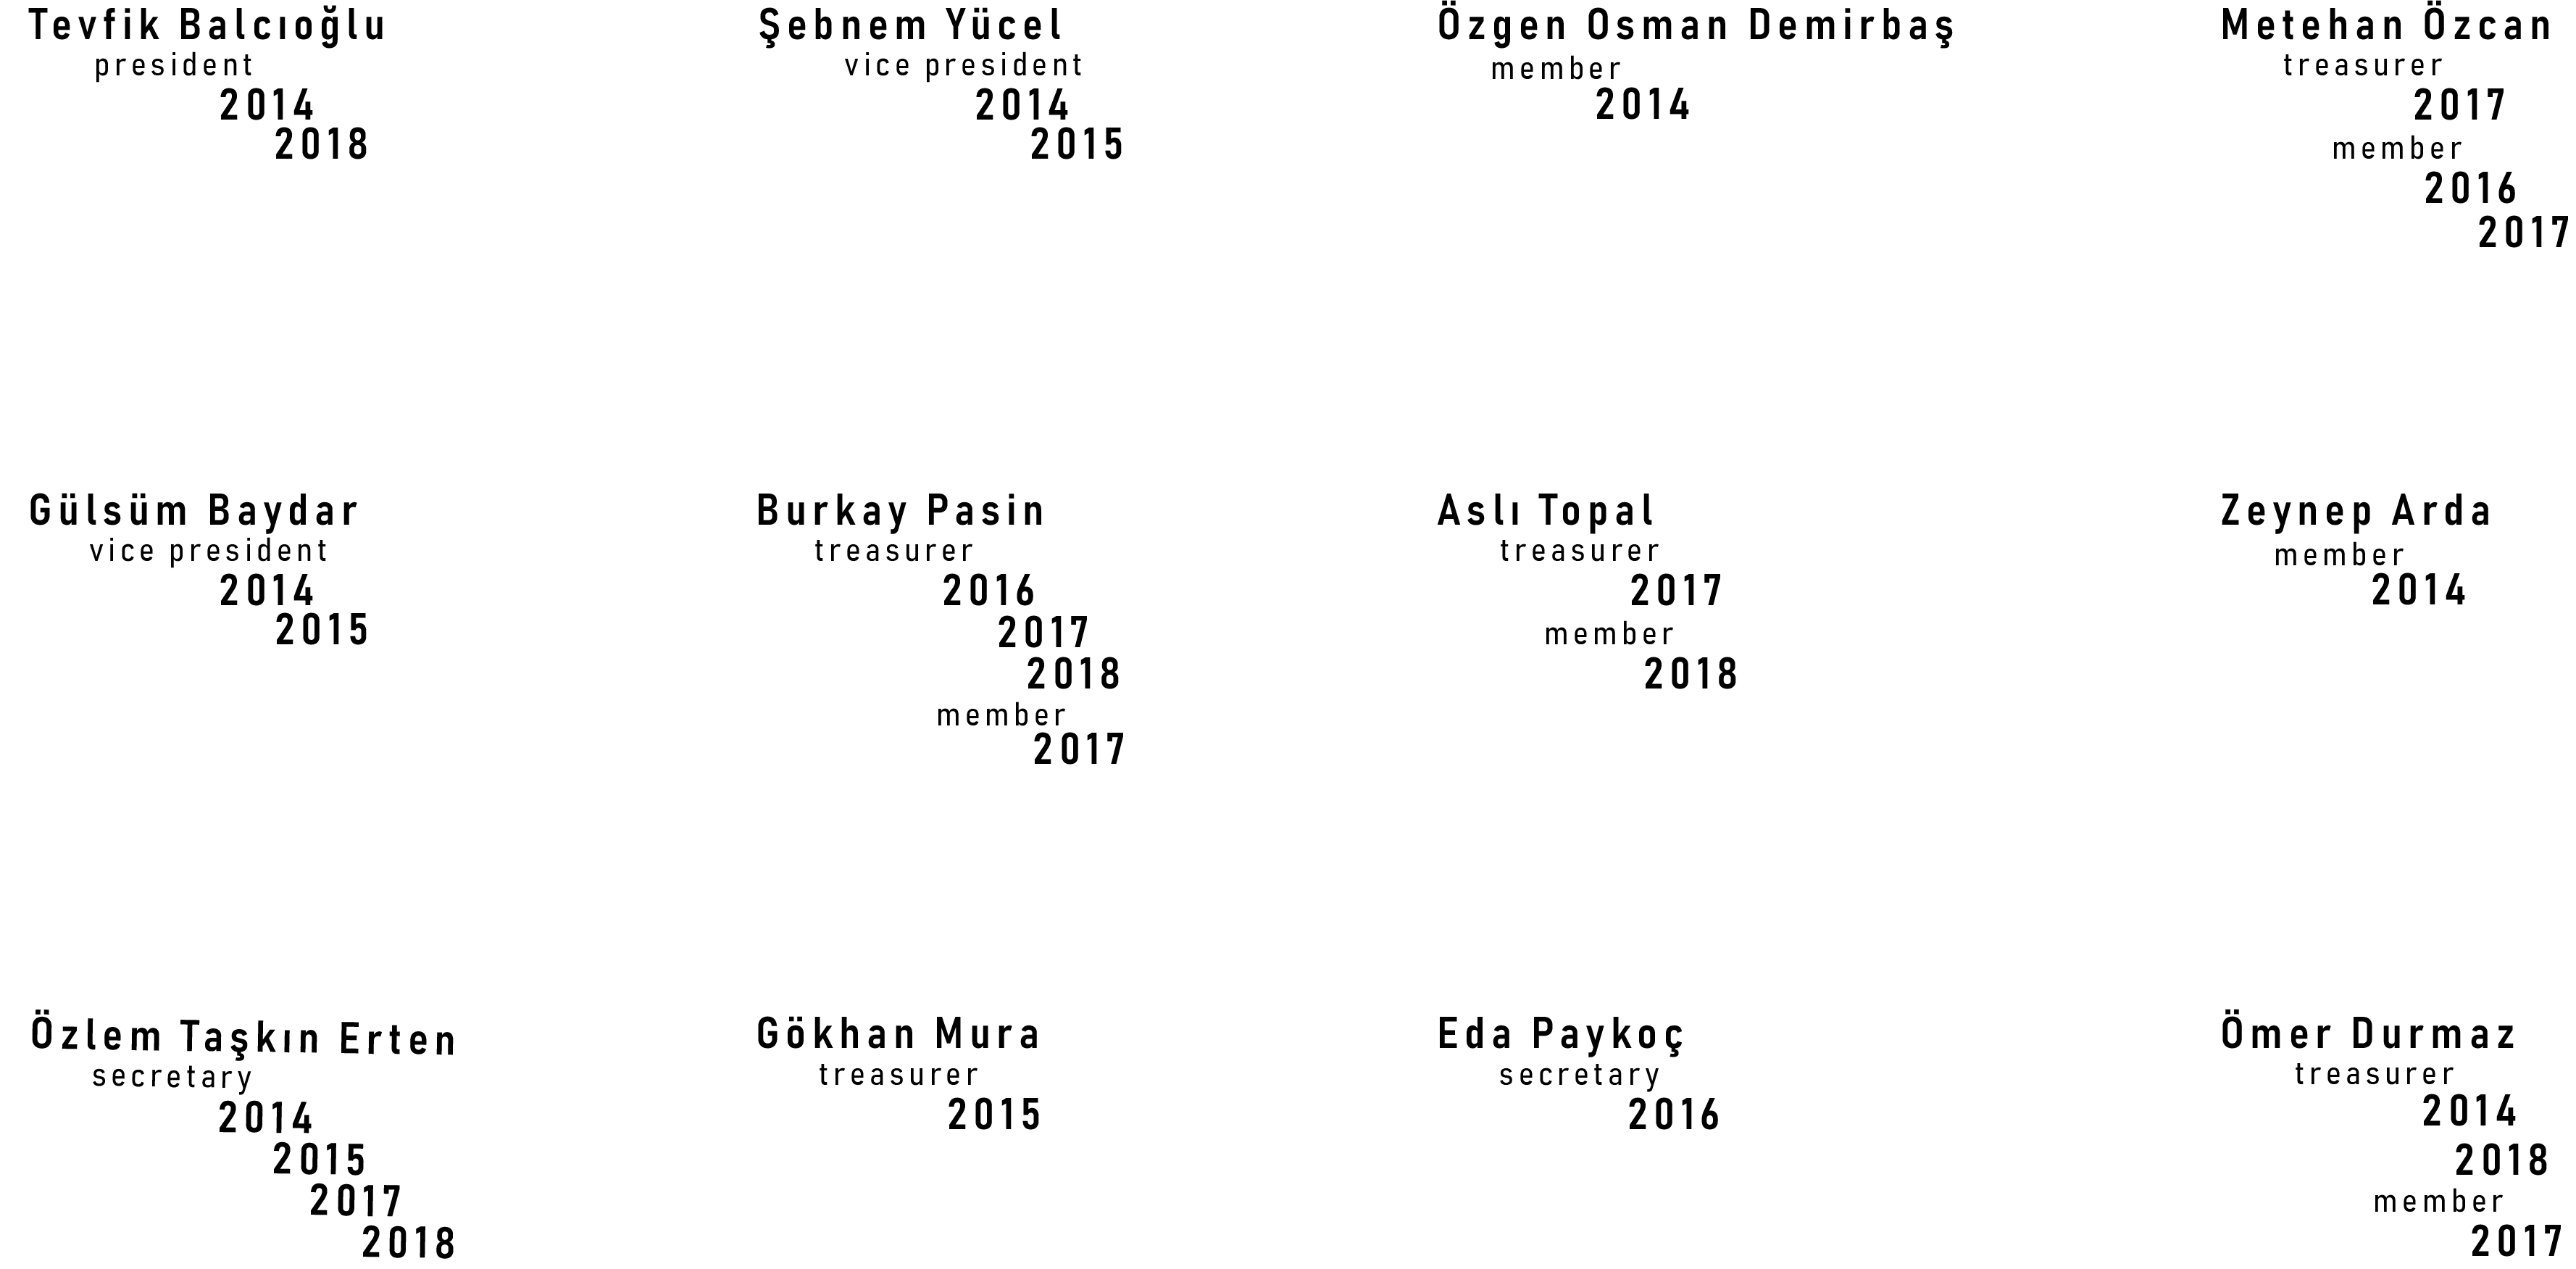 Tevfik Balcıoğlu
president
2014
2018
Şebnem Yücel
vice president
2014
2015
Özgen Osman Demirbaş
member
2014
Metehan Özcan
treasurer
2017
member
2016
2017
Gülsüm Baydar
vice president
2014
2015
Burkay Pasin
treasurer
2016
2017
2018
member
2017
Aslı Topal
treasurer
2017
member
2018
Zeynep Arda
member
2014
Özlem Taşkın Erten
secretary
2014
2015
2017
2018
Gökhan Mura
treasurer
2015
Eda Paykoç
secretary
2016
Ömer Durmaz
treasurer
2014
2018
member
2017